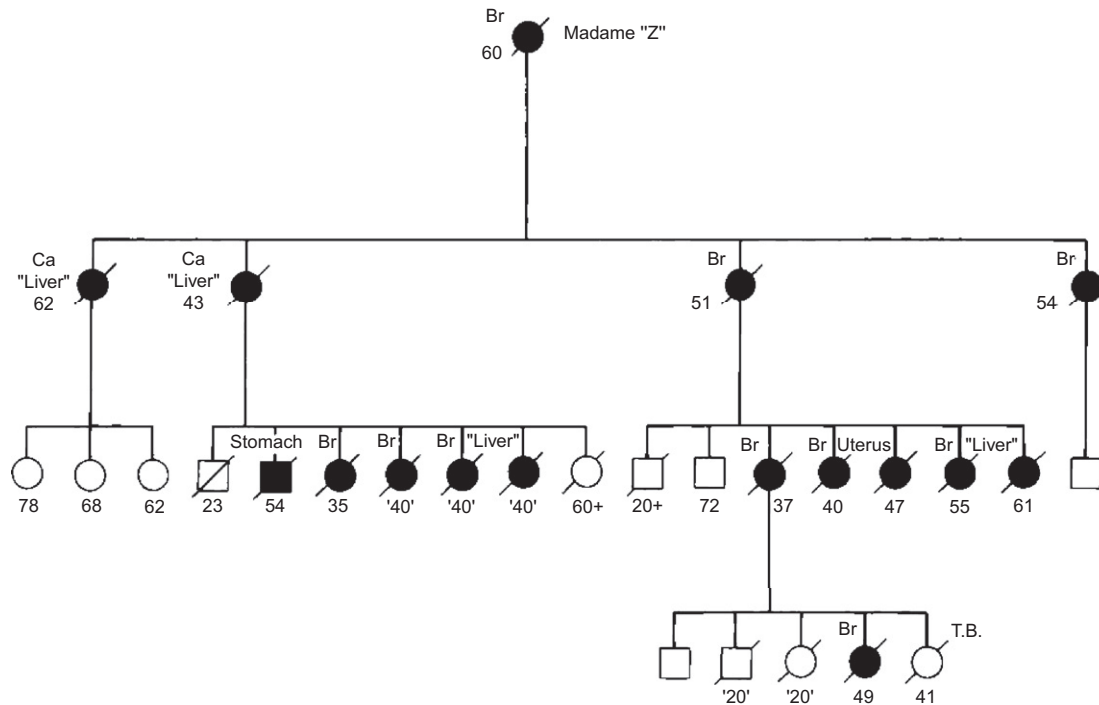 Br
60
Madame "Z"
Ca
"Liver"
62
Ca
"Liver"
43
Br
51
Br
54
Stomach Br Br Br "Liver"
Br Br Uterus Br "Liver"
78 68 62 23 54 35 '40' '40' '40' 60+ 20+ 72 37 40 47 55 61
Br T.B.
'20' '20' 49 41